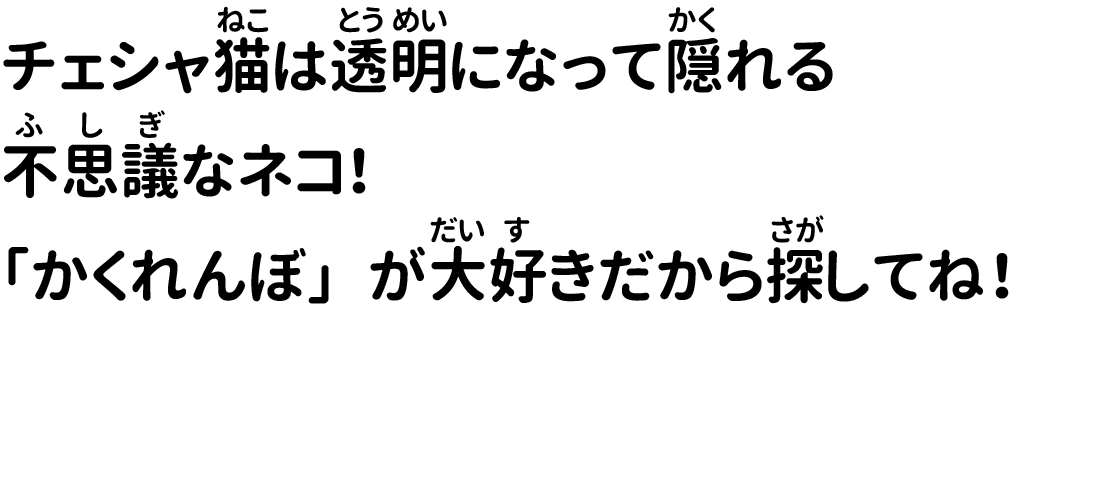 ねこ とうめい かく
チェシャ猫は透明になって隠れる
ふしぎ
不思議なネコ！
だいす さが
「かくれんぼ」が大好きだから探してね！